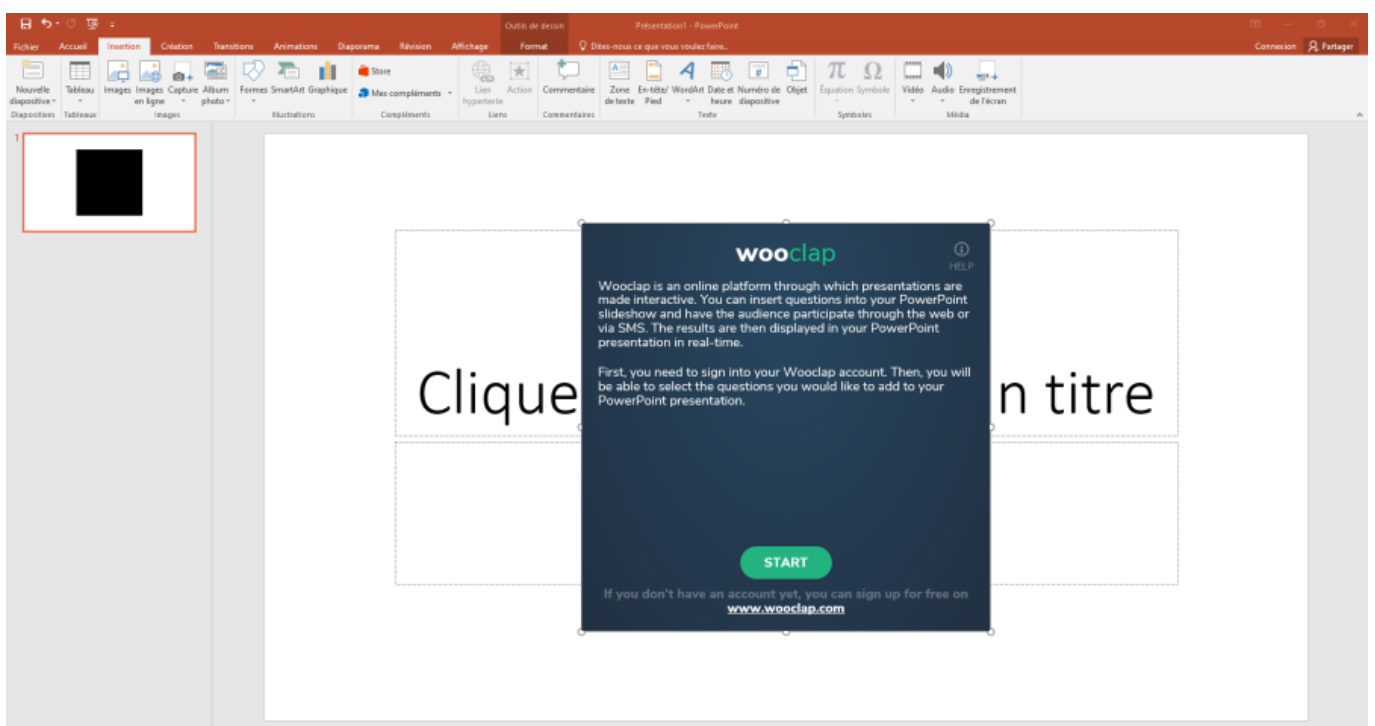 Outils de dessin
Présentation1 - PowerPoint
Fichier Accueil Insertion Création Transitions Animations Diaporama Révision Affichage Format Dites-nous ce que vous voulez faire... Connexion Partager
Nouvelle diapositive
Tableau
Images
Images en ligne
Capture
Album photo
Formes
SmartArt
Graphique
Store
Mes compléments
Lien hypertexte
Action
Commentaire
Zone de texte
En-tête/ Pied
WordArt
Date et heure
Numéro de diapositive
Objet
Équation
Symbole
Vidéo
Audio
Enregistrement de l'écran
Diapositives Tableaux Images Illustrations Compléments Liens Commentaires Texte Symboles Média
1
wooclap
HELP
Wooclap is an online platform through which presentations are
made interactive. You can insert questions into your PowerPoint
slideshow and have the audience participate through the web or
via SMS. The results are then displayed in your PowerPoint
presentation in real-time.
First, you need to sign into your Wooclap account. Then, you will
be able to select the questions you would like to add to your
PowerPoint presentation.
Clique n titre
START
If you don't have an account yet, you can sign up for free on
www.wooclap.com